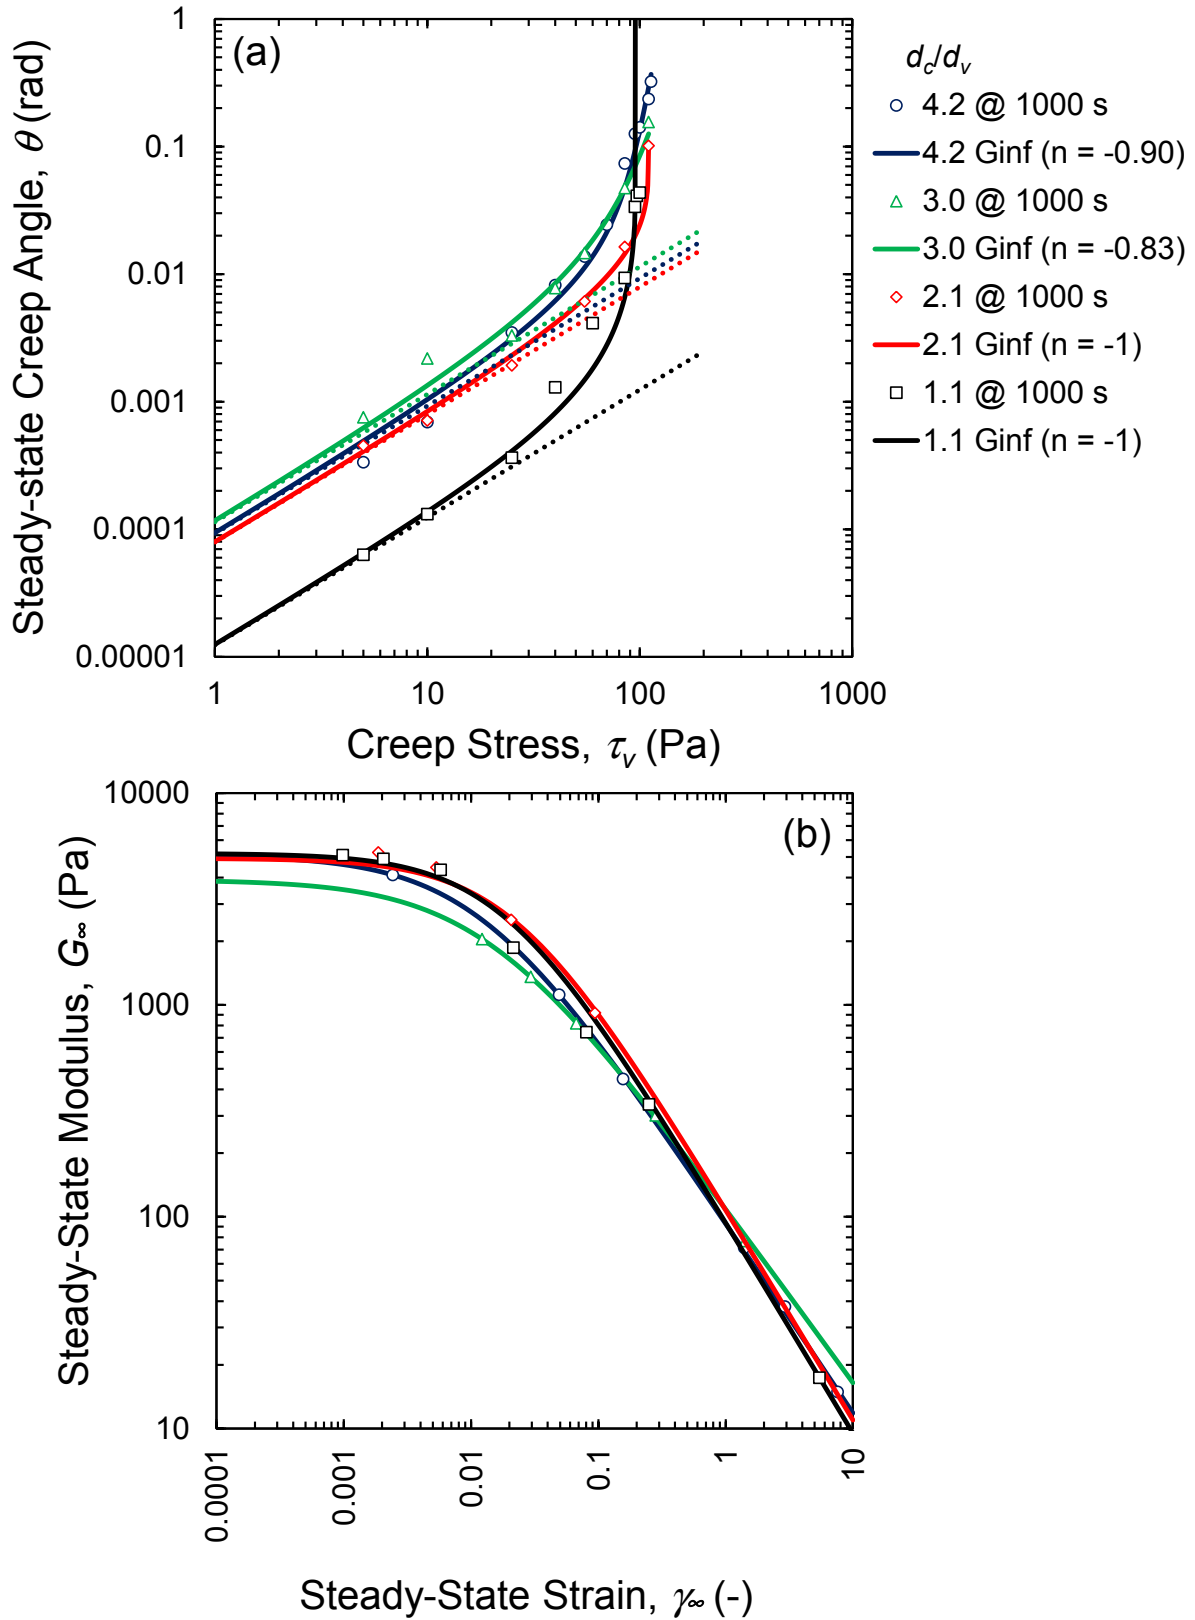 (a)
Steady-state Creep Angle, θ (rad)
1
0.1
0.01
0.001
0.0001
0.00001
1 10 100 1000
Creep Stress, τv (Pa)
dc/dv
4.2 @ 1000 s
4.2 Ginf (n = -0.90)
3.0 @ 1000 s
3.0 Ginf (n = -0.83)
2.1 @ 1000 s
2.1 Ginf (n = -1)
1.1 @ 1000 s
1.1 Ginf (n = -1)
(b)
Steady-State Modulus, G∞ (Pa)
10000
1000
100
10
0.0001 0.001 0.01 0.1 1 10
Steady-State Strain, γ∞ (-)